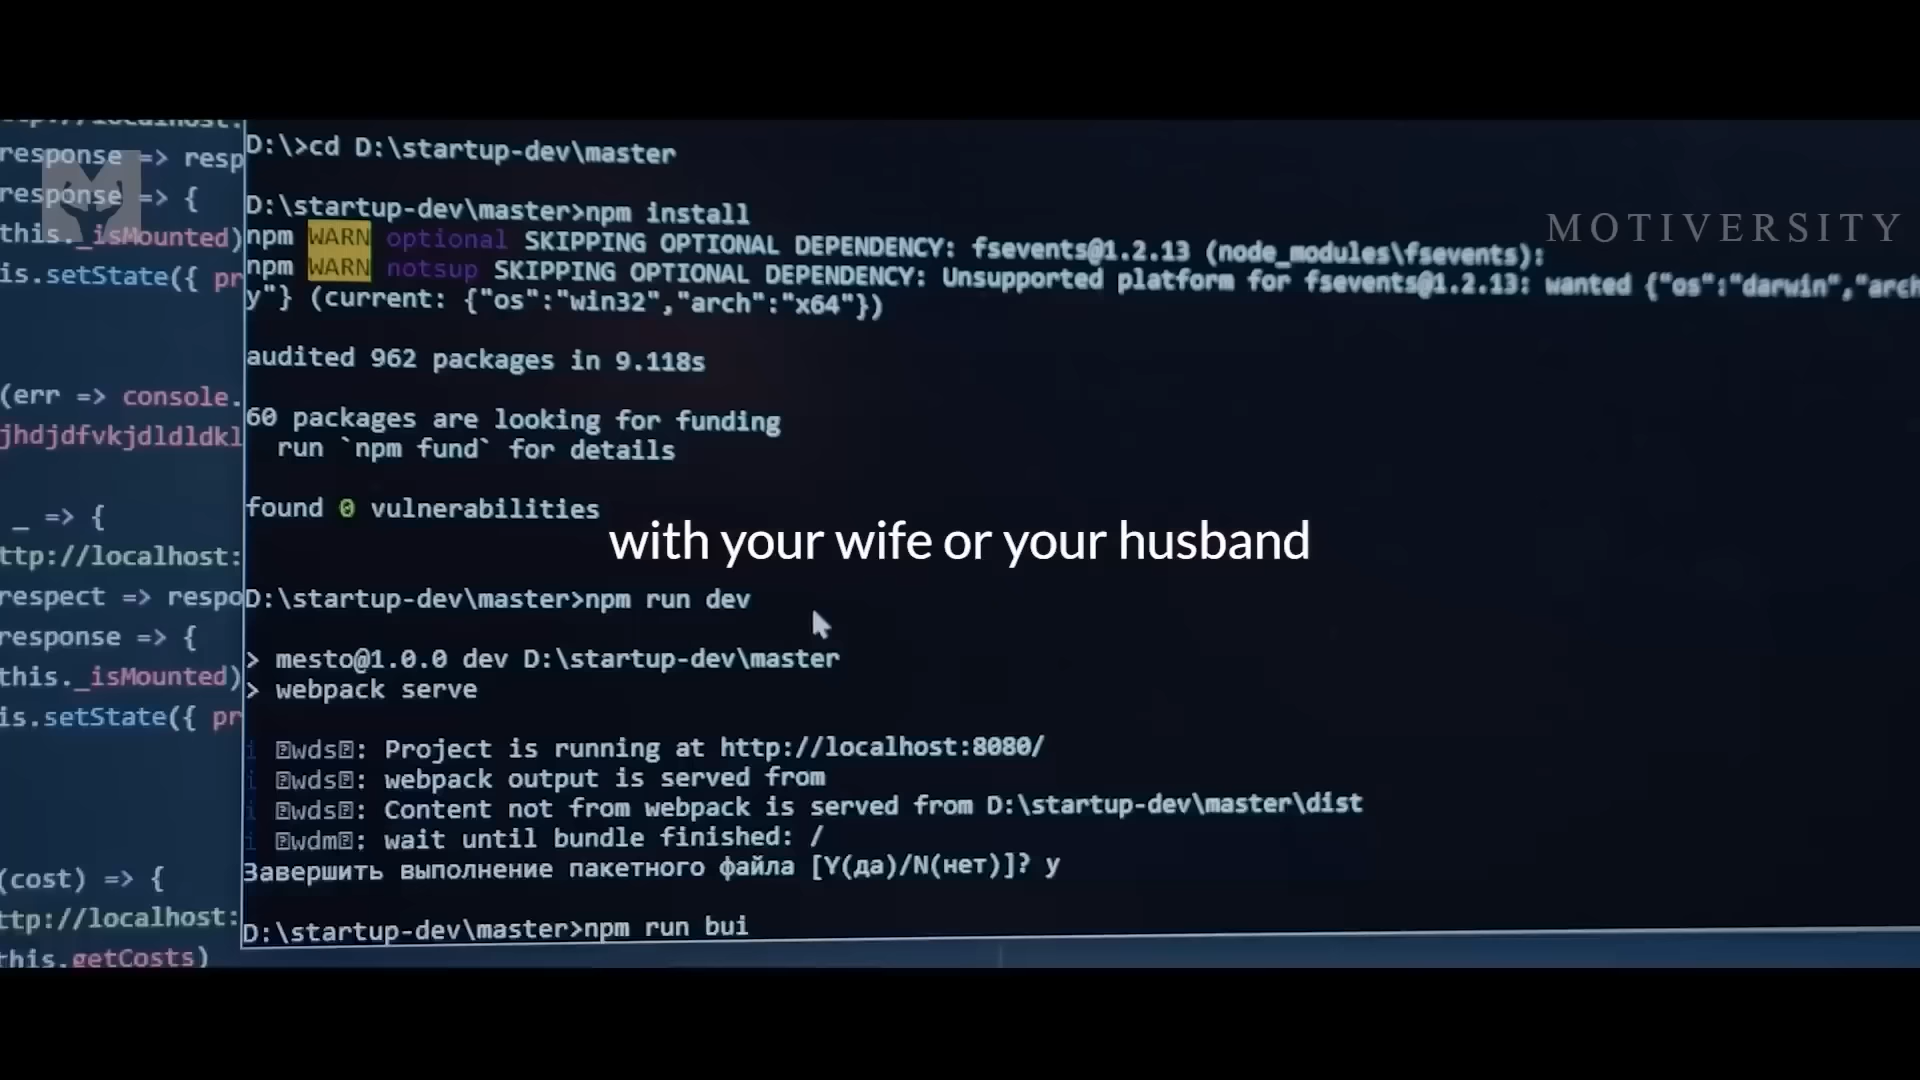 ttp://localhost.
response => resp
response => {
this._isMounted)
is.setState({ pr
(err => console.
jhdjdfvkjdldldkl
_ => {
ttp://localhost:
respect => respo
response => {
this._isMounted)
is.setState({ pr
(cost) => {
ttp://localhost:
this.getCosts)
D:\>cd D:\startup-dev\master
D:\startup-dev\master>npm install
npm WARN optional SKIPPING OPTIONAL DEPENDENCY: fsevents@1.2.13 (node_modules\fsevents):
npm WARN notsup SKIPPING OPTIONAL DEPENDENCY: Unsupported platform for fsevents@1.2.13: wanted {"os":"darwin","arch
y"} (current: {"os":"win32","arch":"x64"})
audited 962 packages in 9.118s
60 packages are looking for funding
run `npm fund` for details
found 0 vulnerabilities
with your wife or your husband
D:\startup-dev\master>npm run dev
> mesto@1.0.0 dev D:\startup-dev\master
> webpack serve
i wds: Project is running at http://localhost:8080/
i wds: webpack output is served from
i wds: Content not from webpack is served from D:\startup-dev\master\dist
i wdm: wait until bundle finished: /
Завершить выполнение пакетного файла [Y(да)/N(нет)]? y
D:\startup-dev\master>npm run bui
MOTIVERSITY